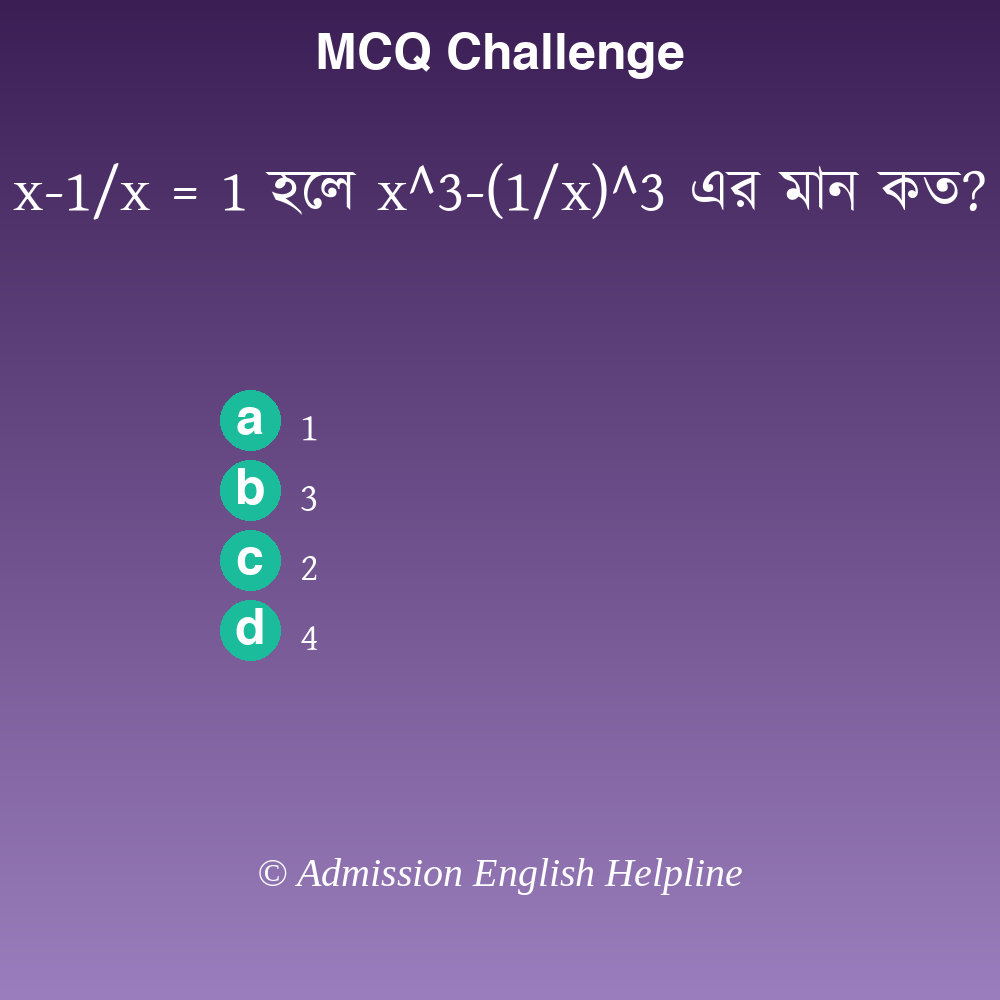 MCQ Challenge
x-1/x = 1 হলে x^3-(1/x)^3 এর মান কত?
a 1
b 3
c 2
d 4
© Admission English Helpline